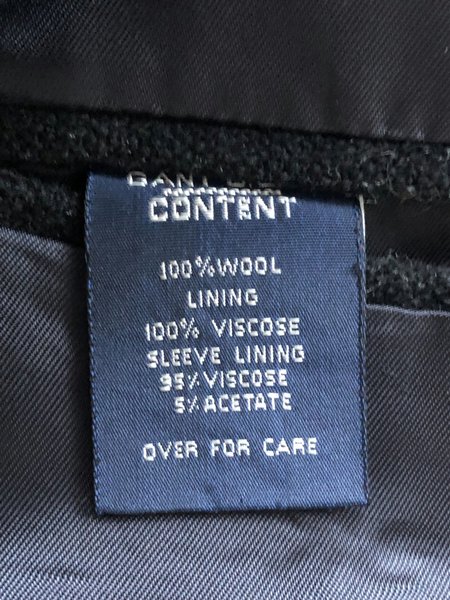 CONTENT
100% WOOL
LINING
100% VISCOSE
SLEEVE LINING
95% VISCOSE
5% ACETATE
OVER FOR CARE